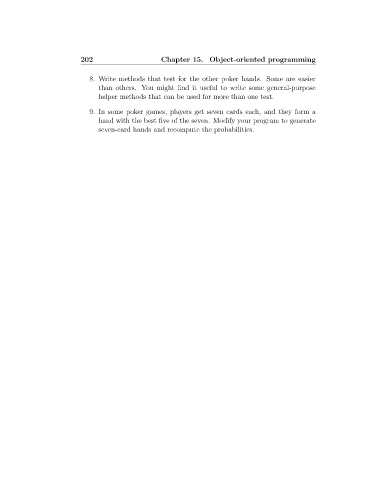 202 Chapter 15. Object-oriented programming
8. Write methods that test for the other poker hands. Some are easier
than others. You might find it useful to write some general-purpose
helper methods that can be used for more than one test.
9. In some poker games, players get seven cards each, and they form a
hand with the best five of the seven. Modify your program to generate
seven-card hands and recompute the probabilities.